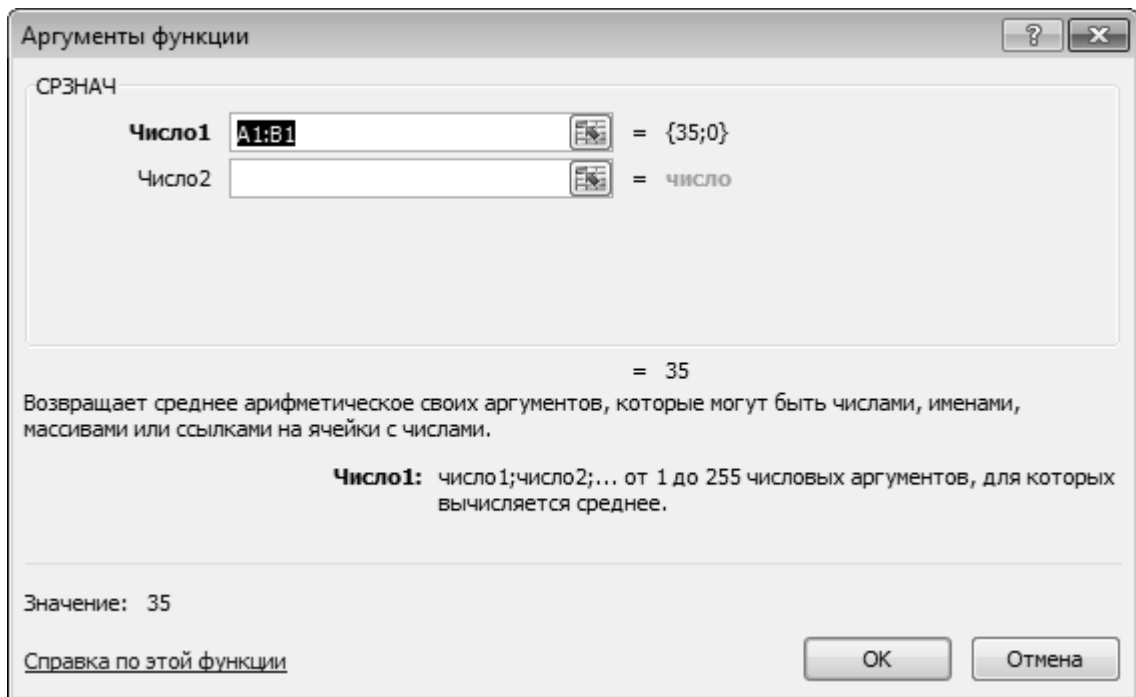 Аргументы функции
СРЗНАЧ
Число1 A1:B1 = {35;0}
Число2 = число
= 35
Возвращает среднее арифметическое своих аргументов, которые могут быть числами, именами,
массивами или ссылками на ячейки с числами.
Число1: число1;число2;... от 1 до 255 числовых аргументов, для которых
вычисляется среднее.
Значение: 35
Справка по этой функции
OK
Отмена